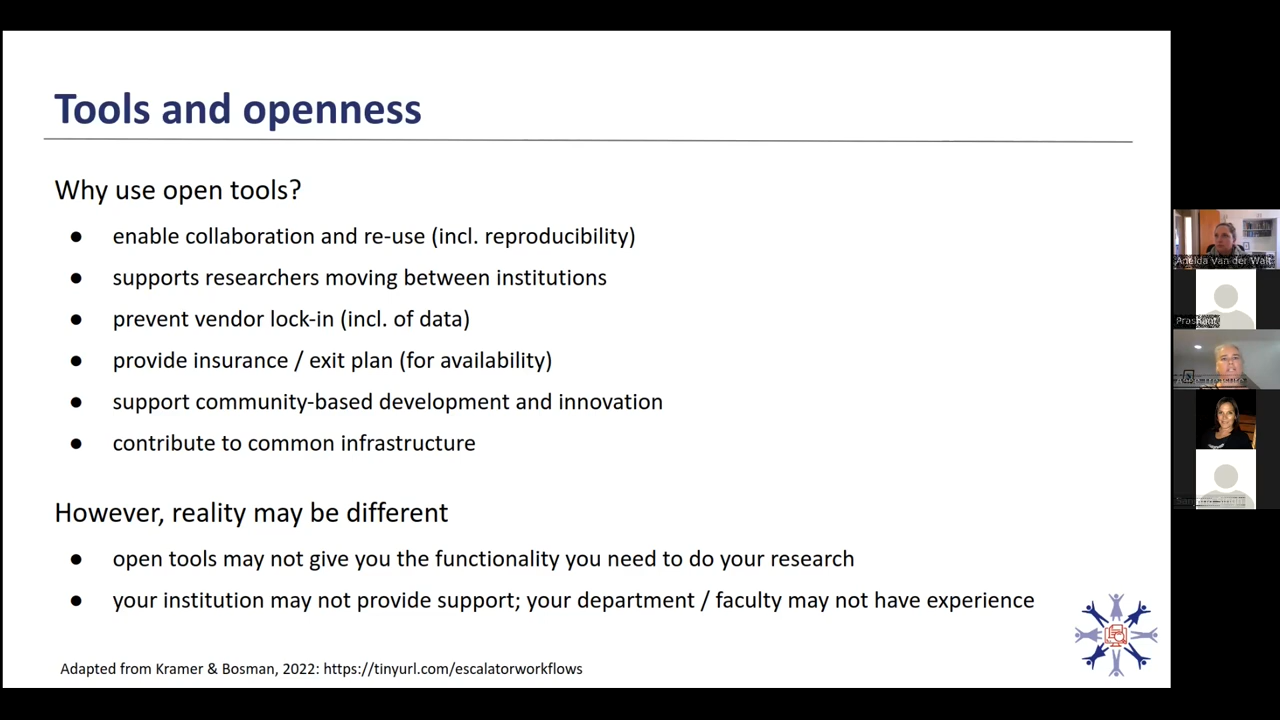 Tools and openness
Why use open tools?
● enable collaboration and re-use (incl. reproducibility)
● supports researchers moving between institutions
● prevent vendor lock-in (incl. of data)
● provide insurance / exit plan (for availability)
● support community-based development and innovation
● contribute to common infrastructure
However, reality may be different
● open tools may not give you the functionality you need to do your research
● your institution may not provide support; your department / faculty may not have experience
Adapted from Kramer & Bosman, 2022: https://tinyurl.com/escalatorworkflows
Anelda Van der Walt
Prashant